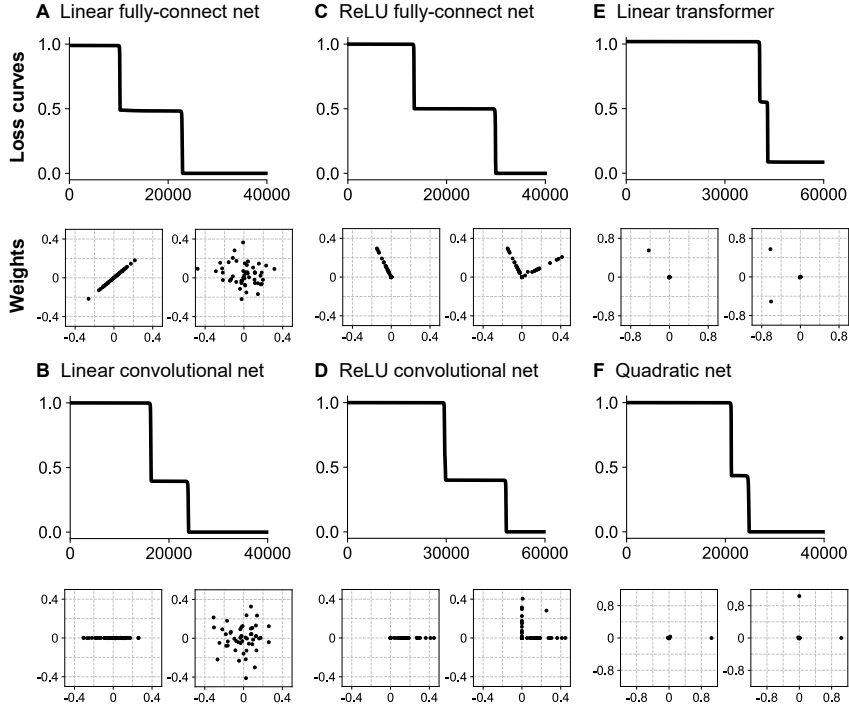 A Linear fully-connect net
C ReLU fully-connect net
E Linear transformer
Loss curves
1.0
0.5
0.0
0 20000 40000
1.0
0.5
0.0
0 20000 40000
1.0
0.5
0.0
0 30000 60000
Weights
0.4
0
-0.4
-0.4 0 0.4
0.4
0
-0.4
-0.4 0 0.4
0.4
0
-0.4
-0.4 0 0.4
0.4
0
-0.4
-0.4 0 0.4
0.8
0
-0.8
-0.8 0 0.8
0.8
0
-0.8
-0.8 0 0.8
B Linear convolutional net
D ReLU convolutional net
F Quadratic net
1.0
0.5
0.0
0 20000 40000
1.0
0.5
0.0
0 30000 60000
1.0
0.5
0.0
0 20000 40000
0.4
0
-0.4
-0.4 0 0.4
0.4
0
-0.4
-0.4 0 0.4
0.4
0
-0.4
-0.4 0 0.4
0.4
0
-0.4
-0.4 0 0.4
0.8
0
-0.8
-0.8 0 0.8
0.8
0
-0.8
-0.8 0 0.8